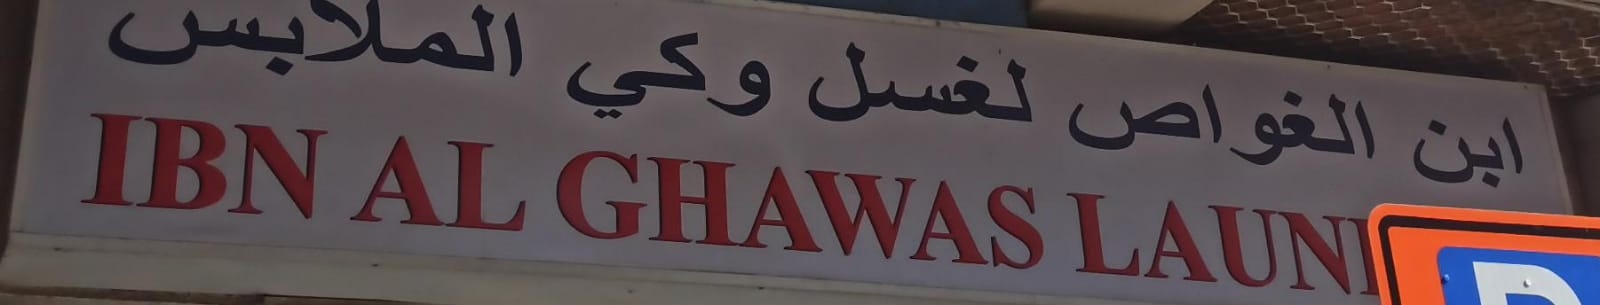 ابن الغواص لغسل وكي الملابس
IBN AL GHAWAS LAUN
P